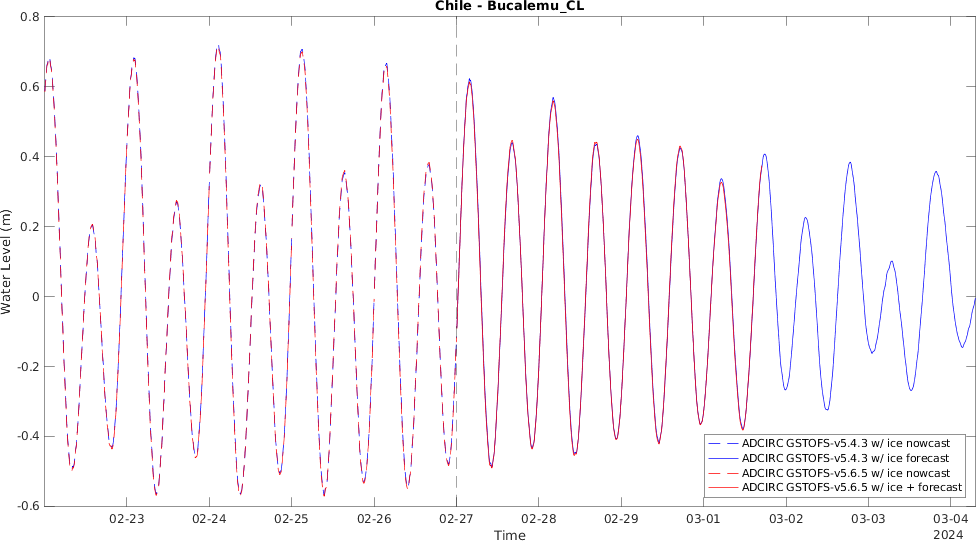 Chile - Bucalemu_CL
0.8
0.6
0.4
0.2
0
-0.2
-0.4
-0.6
Water Level (m)
02-23 02-24 02-25 02-26 02-27 02-28 02-29 03-01 03-02 03-03 03-04
Time
2024
ADCIRC GSTOFS-v5.4.3 w/ ice nowcast
ADCIRC GSTOFS-v5.4.3 w/ ice forecast
ADCIRC GSTOFS-v5.6.5 w/ ice nowcast
ADCIRC GSTOFS-v5.6.5 w/ ice + forecast